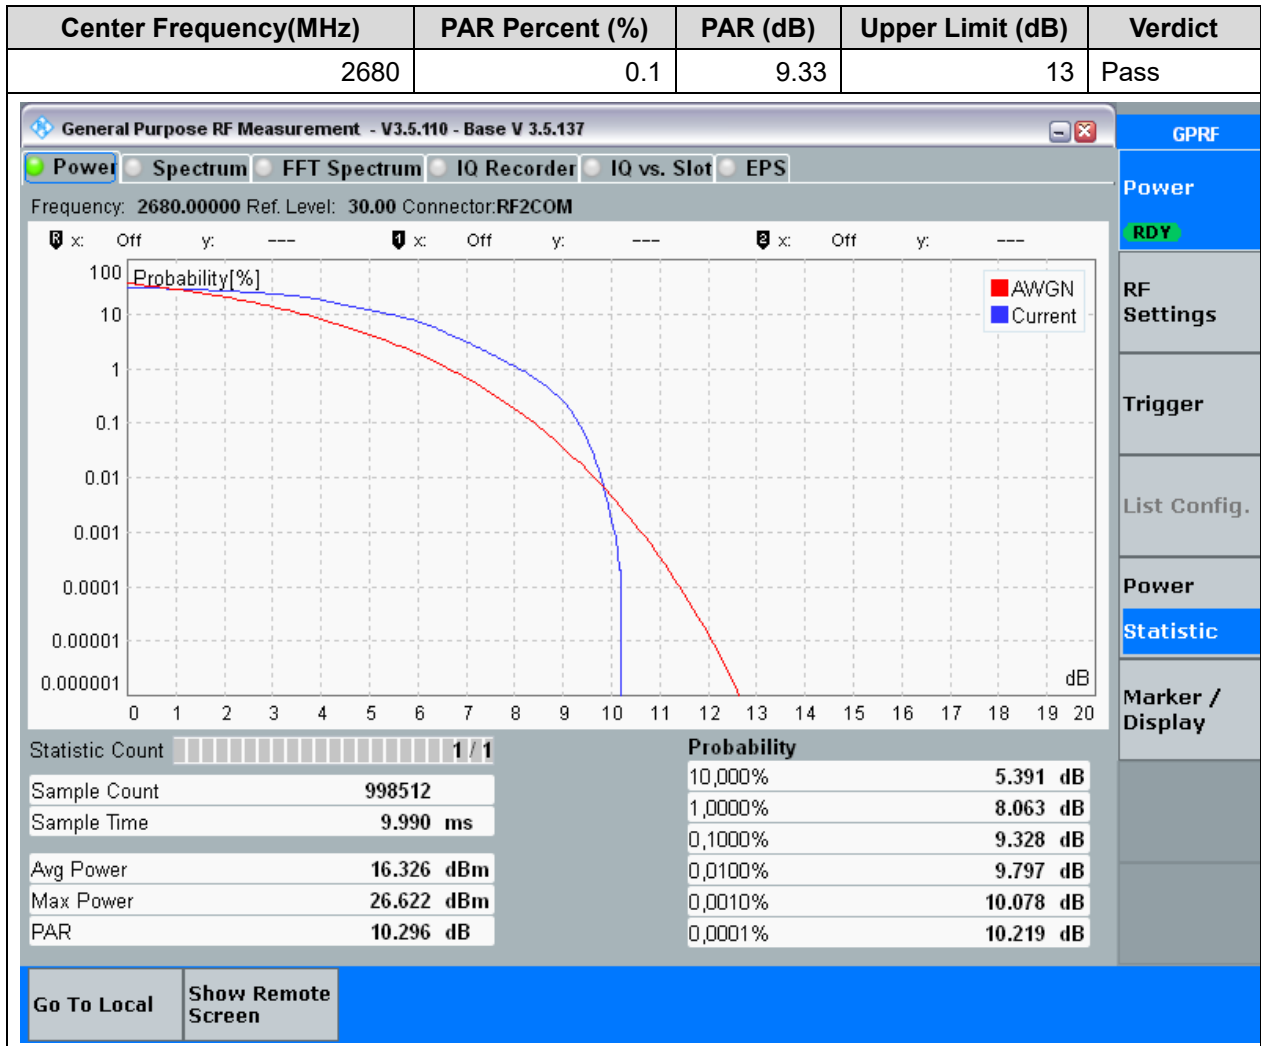 Center Frequency(MHz) PAR Percent (%) PAR (dB) Upper Limit (dB) Verdict
2680 0.1 9.33 13 Pass
General Purpose RF Measurement - V3.5.110 - Base V 3.5.137
GPRF
Power Spectrum FFT Spectrum IQ Recorder IQ vs. Slot EPS
Frequency: 2680.00000 Ref. Level: 30.00 Connector:RF2COM
R x: Off y: --- 1 x: Off y: --- 2 x: Off y: ---
Probability[%]
AWGN
Current
100
10
1
0.1
0.01
0.001
0.0001
0.00001
0.000001
dB
0 1 2 3 4 5 6 7 8 9 10 11 12 13 14 15 16 17 18 19 20
Power
RDY
RF
Settings
Trigger
List Config.
Power
Statistic
Marker /
Display
Statistic Count 1 / 1
Sample Count 998512
Sample Time 9.990 ms
Avg Power 16.326 dBm
Max Power 26.622 dBm
PAR 10.296 dB
Probability
10,000% 5.391 dB
1,0000% 8.063 dB
0,1000% 9.328 dB
0,0100% 9.797 dB
0,0010% 10.078 dB
0,0001% 10.219 dB
Go To Local
Show Remote
Screen